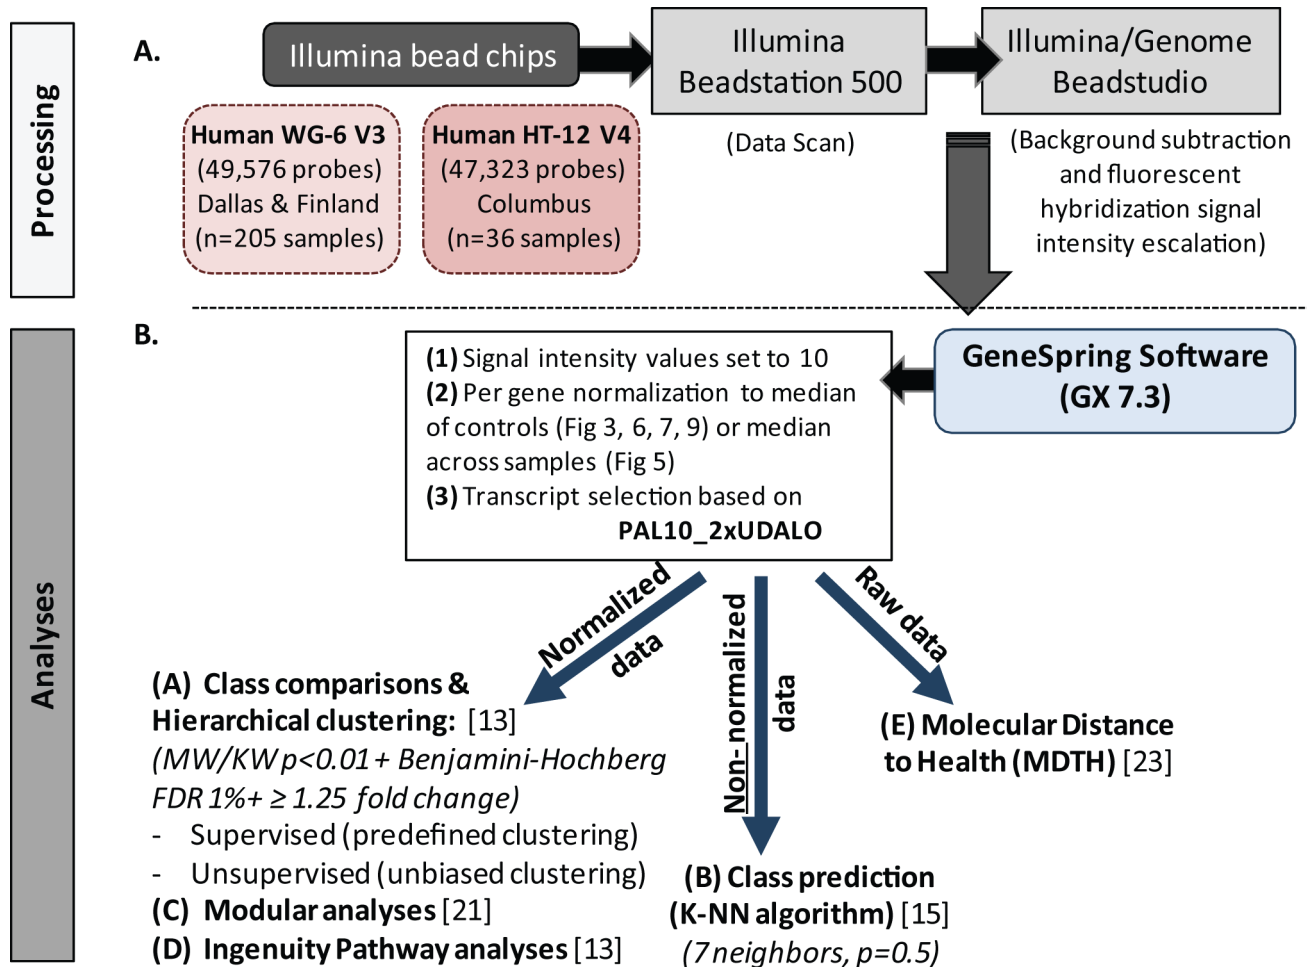 Processing
A.
Illumina bead chips
Illumina
Beadstation 500
(Data Scan)
Illumina/Genome
Beadstudio
(Background subtraction
and fluorescent
hybridization signal
intensity escalation)
Human WG-6 V3
(49,576 probes)
Dallas & Finland
(n=205 samples)
Human HT-12 V4
(47,323 probes)
Columbus
(n=36 samples)
Analyses
B.
GeneSpring Software
(GX 7.3)
(1) Signal intensity values set to 10
(2) Per gene normalization to median
of controls (Fig 3, 6, 7, 9) or median
across samples (Fig 5)
(3) Transcript selection based on
PAL10_2xUDALO
Normalized
data
Non-normalized
data
Raw data
(A) Class comparisons &
Hierarchical clustering: [13]
(MW/KW p<0.01 + Benjamini-Hochberg
FDR 1%+ ≥ 1.25 fold change)
- Supervised (predefined clustering)
- Unsupervised (unbiased clustering)
(C) Modular analyses [21]
(D) Ingenuity Pathway analyses [13]
(B) Class prediction
(K-NN algorithm) [15]
(7 neighbors, p=0.5)
(E) Molecular Distance
to Health (MDTH) [23]